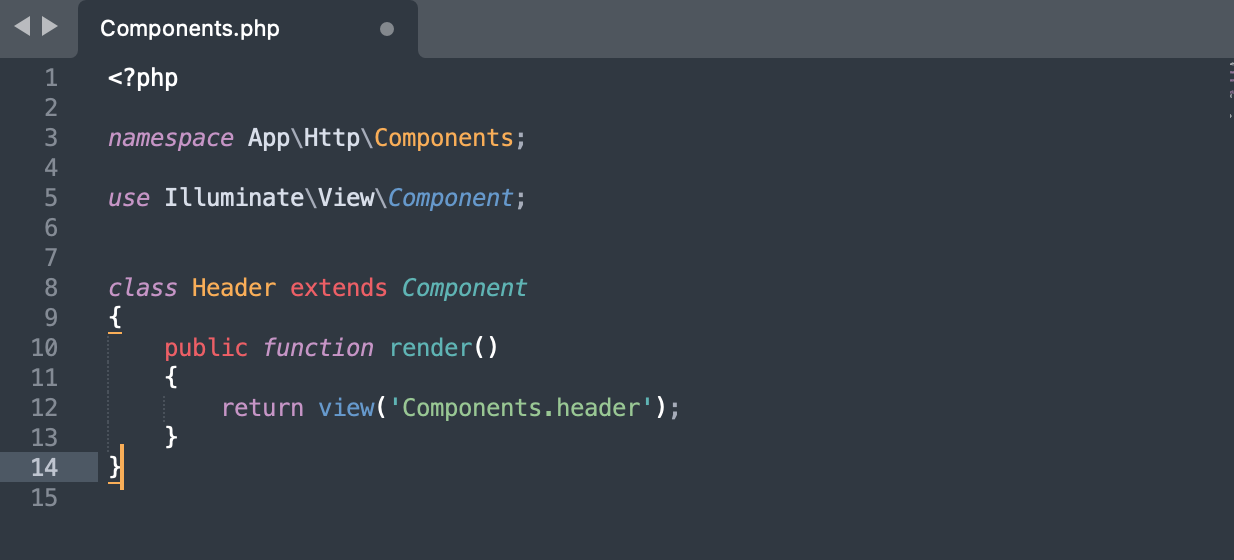 Components.php
1 <?php
2
3 namespace App\Http\Components;
4
5 use Illuminate\View\Component;
6
7
8 class Header extends Component
9 {
10     public function render()
11     {
12         return view('Components.header');
13     }
14 }
15